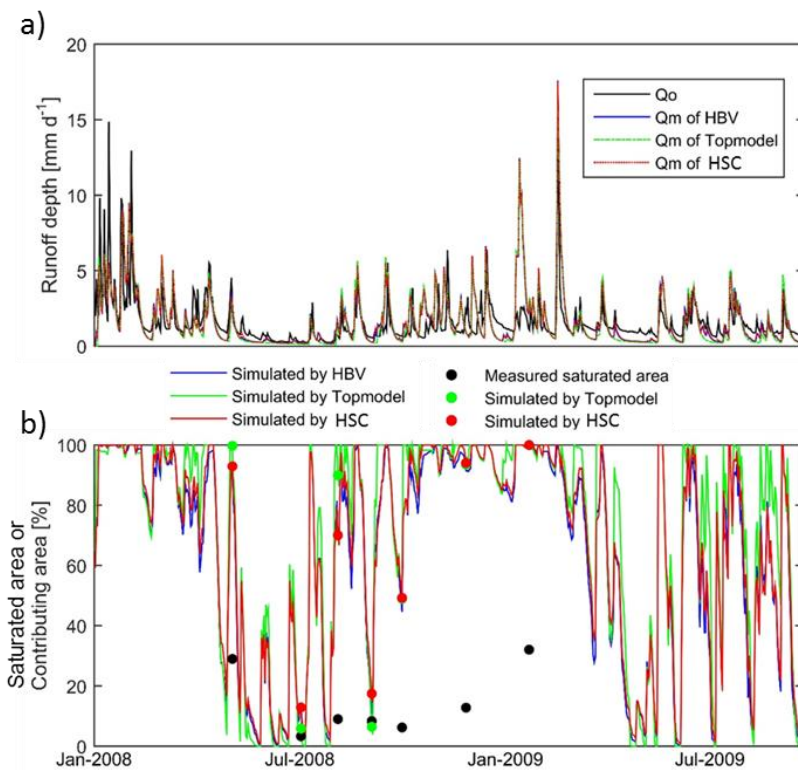 a)
20
15
10
5
0
Runoff depth [mm d⁻¹]
Qo
Qm of HBV
Qm of Topmodel
Qm of HSC
Simulated by HBV
Simulated by Topmodel
Simulated by HSC
Measured saturated area
Simulated by Topmodel
Simulated by HSC
b)
100
80
60
40
20
0
Saturated area or
Contributing area [%]
Jan-2008
Jul-2008
Jan-2009
Jul-2009